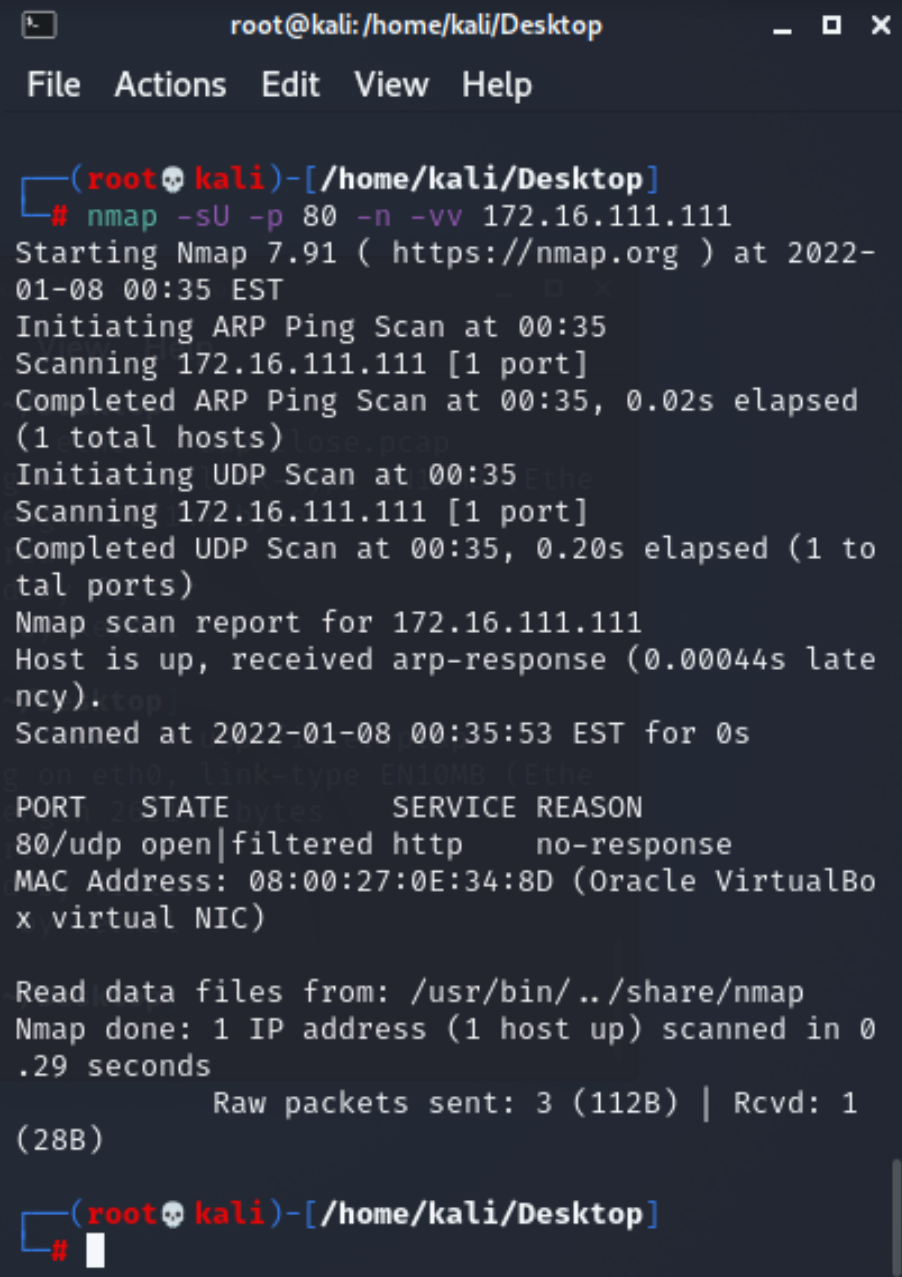 root@kali:/home/kali/Desktop
File Actions Edit View Help
┌──(root💀kali)-[/home/kali/Desktop]
└─# nmap -sU -p 80 -n -vv 172.16.111.111
Starting Nmap 7.91 ( https://nmap.org ) at 2022-
01-08 00:35 EST
Initiating ARP Ping Scan at 00:35
Scanning 172.16.111.111 [1 port]
Completed ARP Ping Scan at 00:35, 0.02s elapsed
(1 total hosts)
Initiating UDP Scan at 00:35
Scanning 172.16.111.111 [1 port]
Completed UDP Scan at 00:35, 0.20s elapsed (1 to
tal ports)
Nmap scan report for 172.16.111.111
Host is up, received arp-response (0.00044s late
ncy).
Scanned at 2022-01-08 00:35:53 EST for 0s
PORT   STATE         SERVICE REASON
80/udp open|filtered http    no-response
MAC Address: 08:00:27:0E:34:8D (Oracle VirtualBo
x virtual NIC)
Read data files from: /usr/bin/../share/nmap
Nmap done: 1 IP address (1 host up) scanned in 0
.29 seconds
Raw packets sent: 3 (112B) | Rcvd: 1
(28B)
┌──(root💀kali)-[/home/kali/Desktop]
└─#